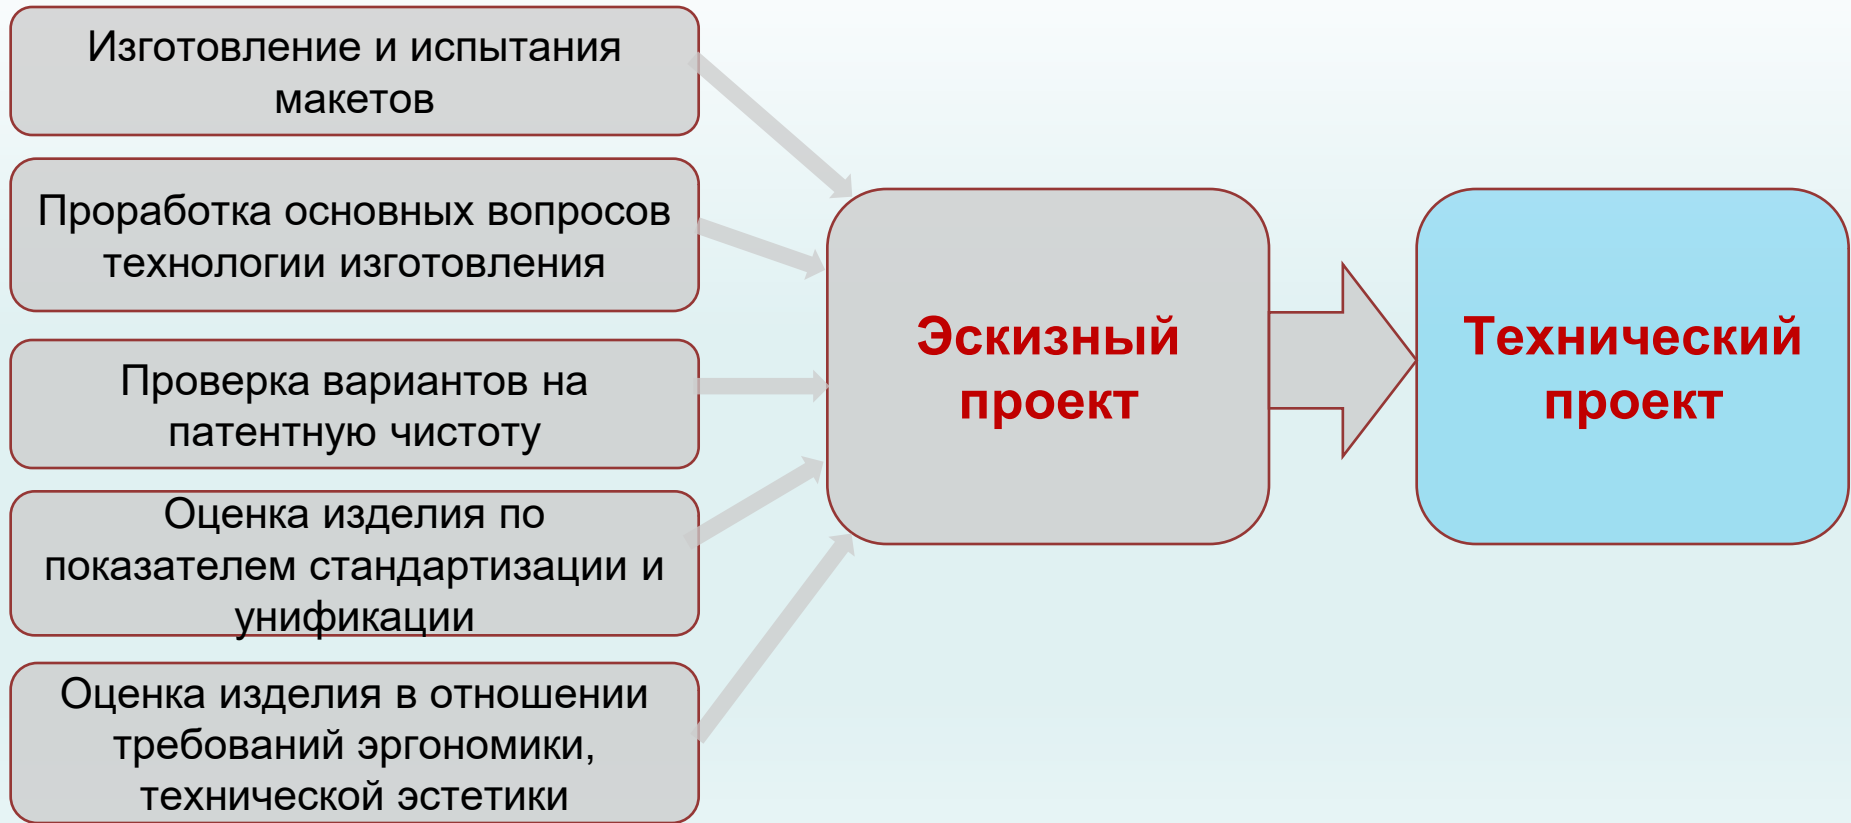 Изготовление и испытания
макетов
Проработка основных вопросов
технологии изготовления
Проверка вариантов на
патентную чистоту
Оценка изделия по
показателем стандартизации и
унификации
Оценка изделия в отношении
требований эргономики,
технической эстетики
Эскизный
проект
Технический
проект